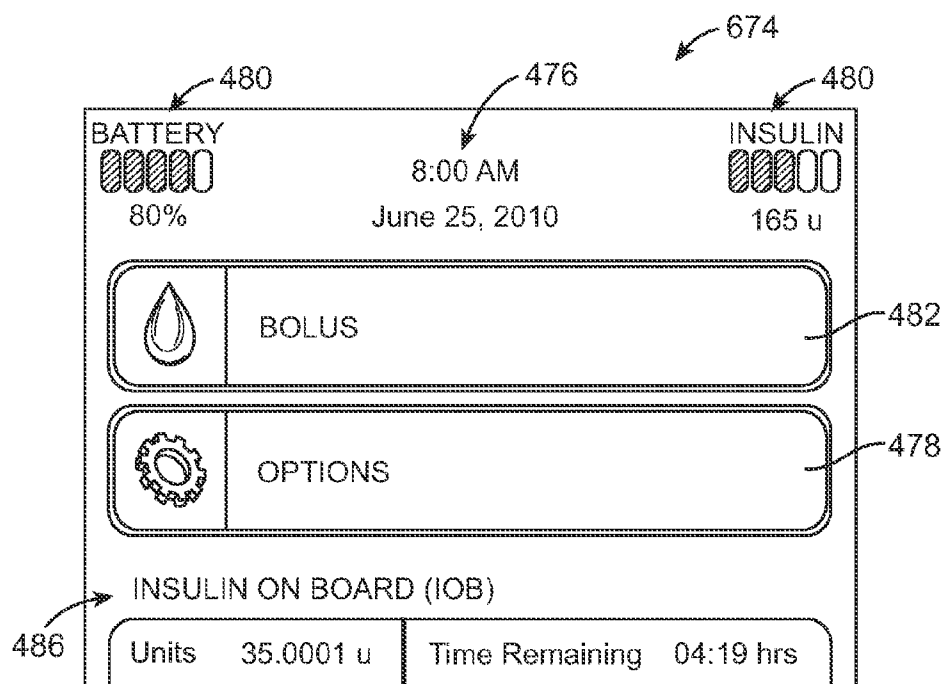 674
480
476
480
BATTERY
INSULIN
8:00 AM
80%
June 25, 2010
165 u
BOLUS
482
OPTIONS
478
INSULIN ON BOARD (IOB)
486
Units 35.0001 u Time Remaining 04:19 hrs